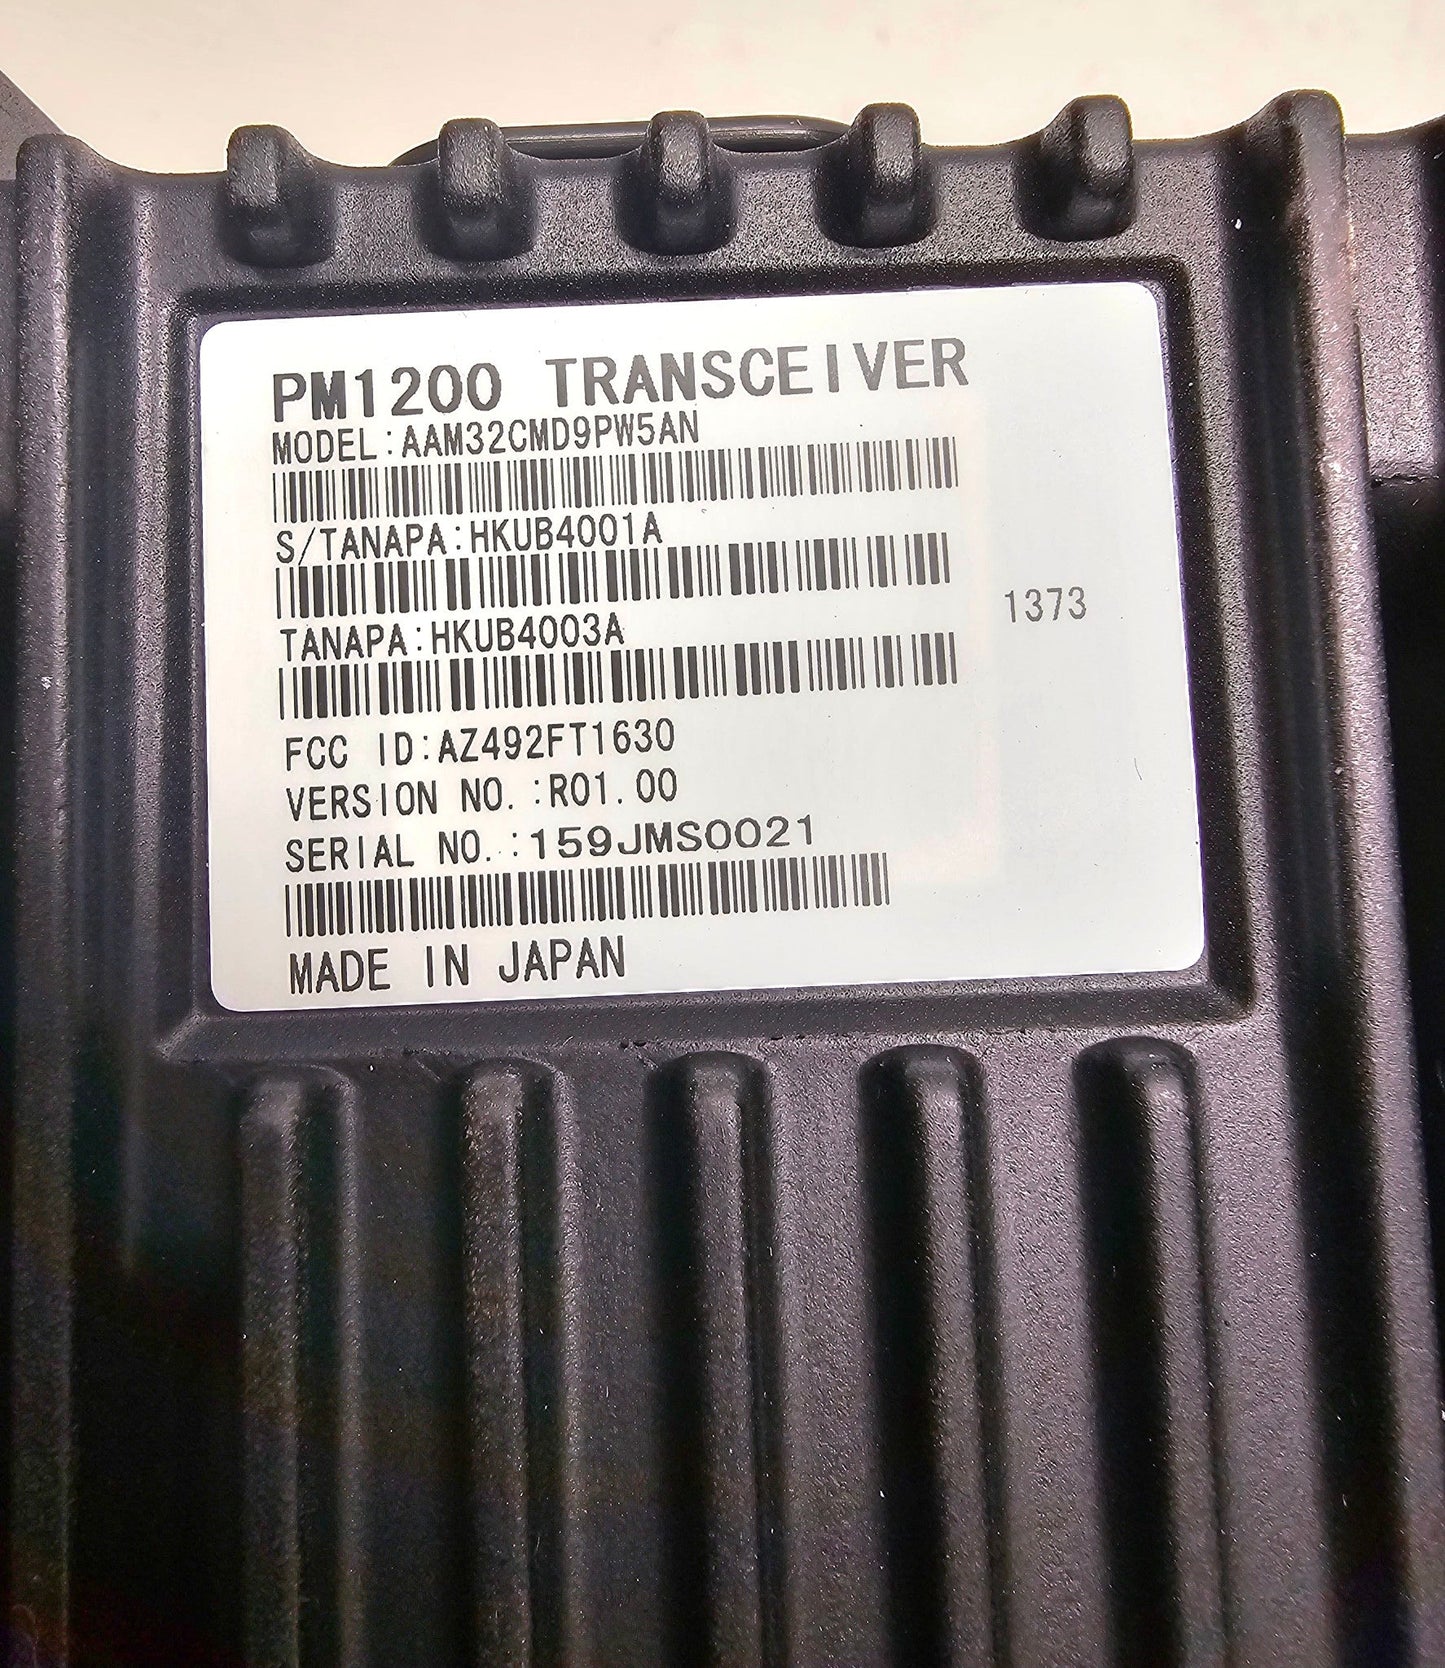 PM1200 TRANSCEIVER
MODEL:AAM32CMD9PW5AN
S/TANAPA:HKUB4001A
TANAPA:HKUB4003A
1373
FCC ID:AZ492FT1630
VERSION NO.:R01.00
SERIAL NO.:159JMS0021
MADE IN JAPAN